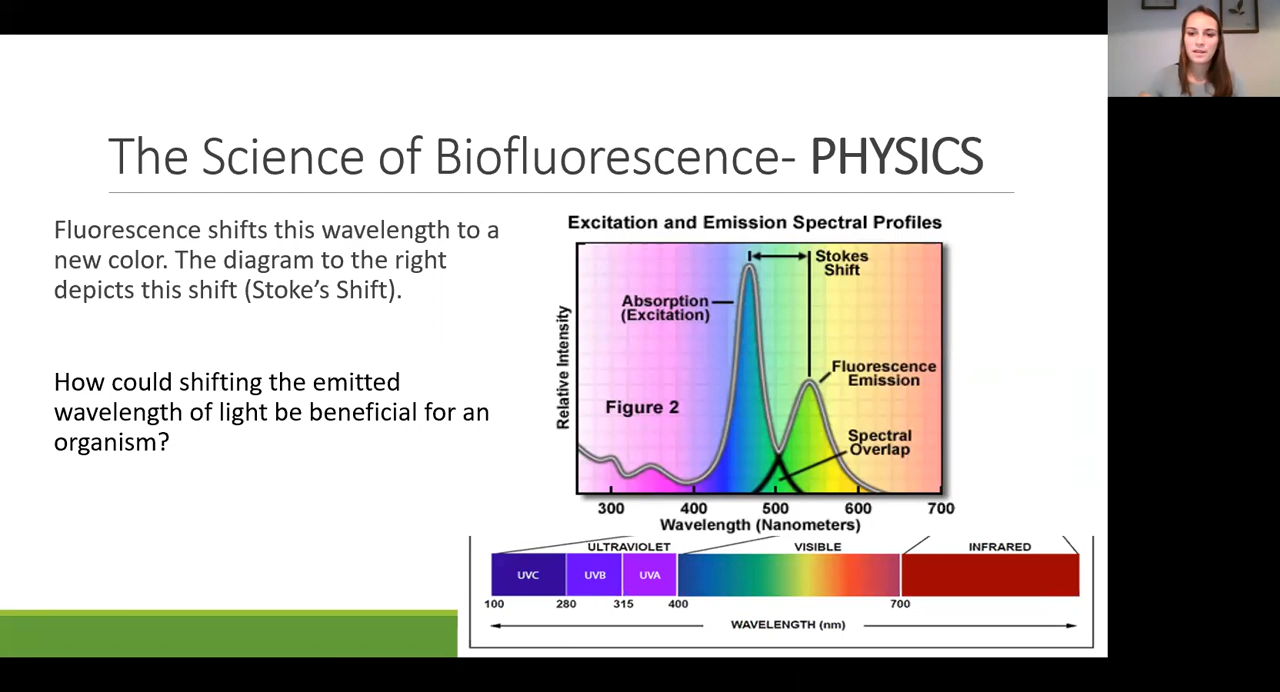 The Science of Biofluorescence- PHYSICS
Fluorescence shifts this wavelength to a
new color. The diagram to the right
depicts this shift (Stoke's Shift).
How could shifting the emitted
wavelength of light be beneficial for an
organism?
Excitation and Emission Spectral Profiles
Stokes
Shift
Absorption
(Excitation)
Fluorescence
Emission
Figure 2
Spectral
Overlap
Relative Intensity
300 400 500 600 700
Wavelength (Nanometers)
ULTRAVIOLET VISIBLE INFRARED
UVC UVB UVA
100 280 315 400 700
WAVELENGTH (nm)